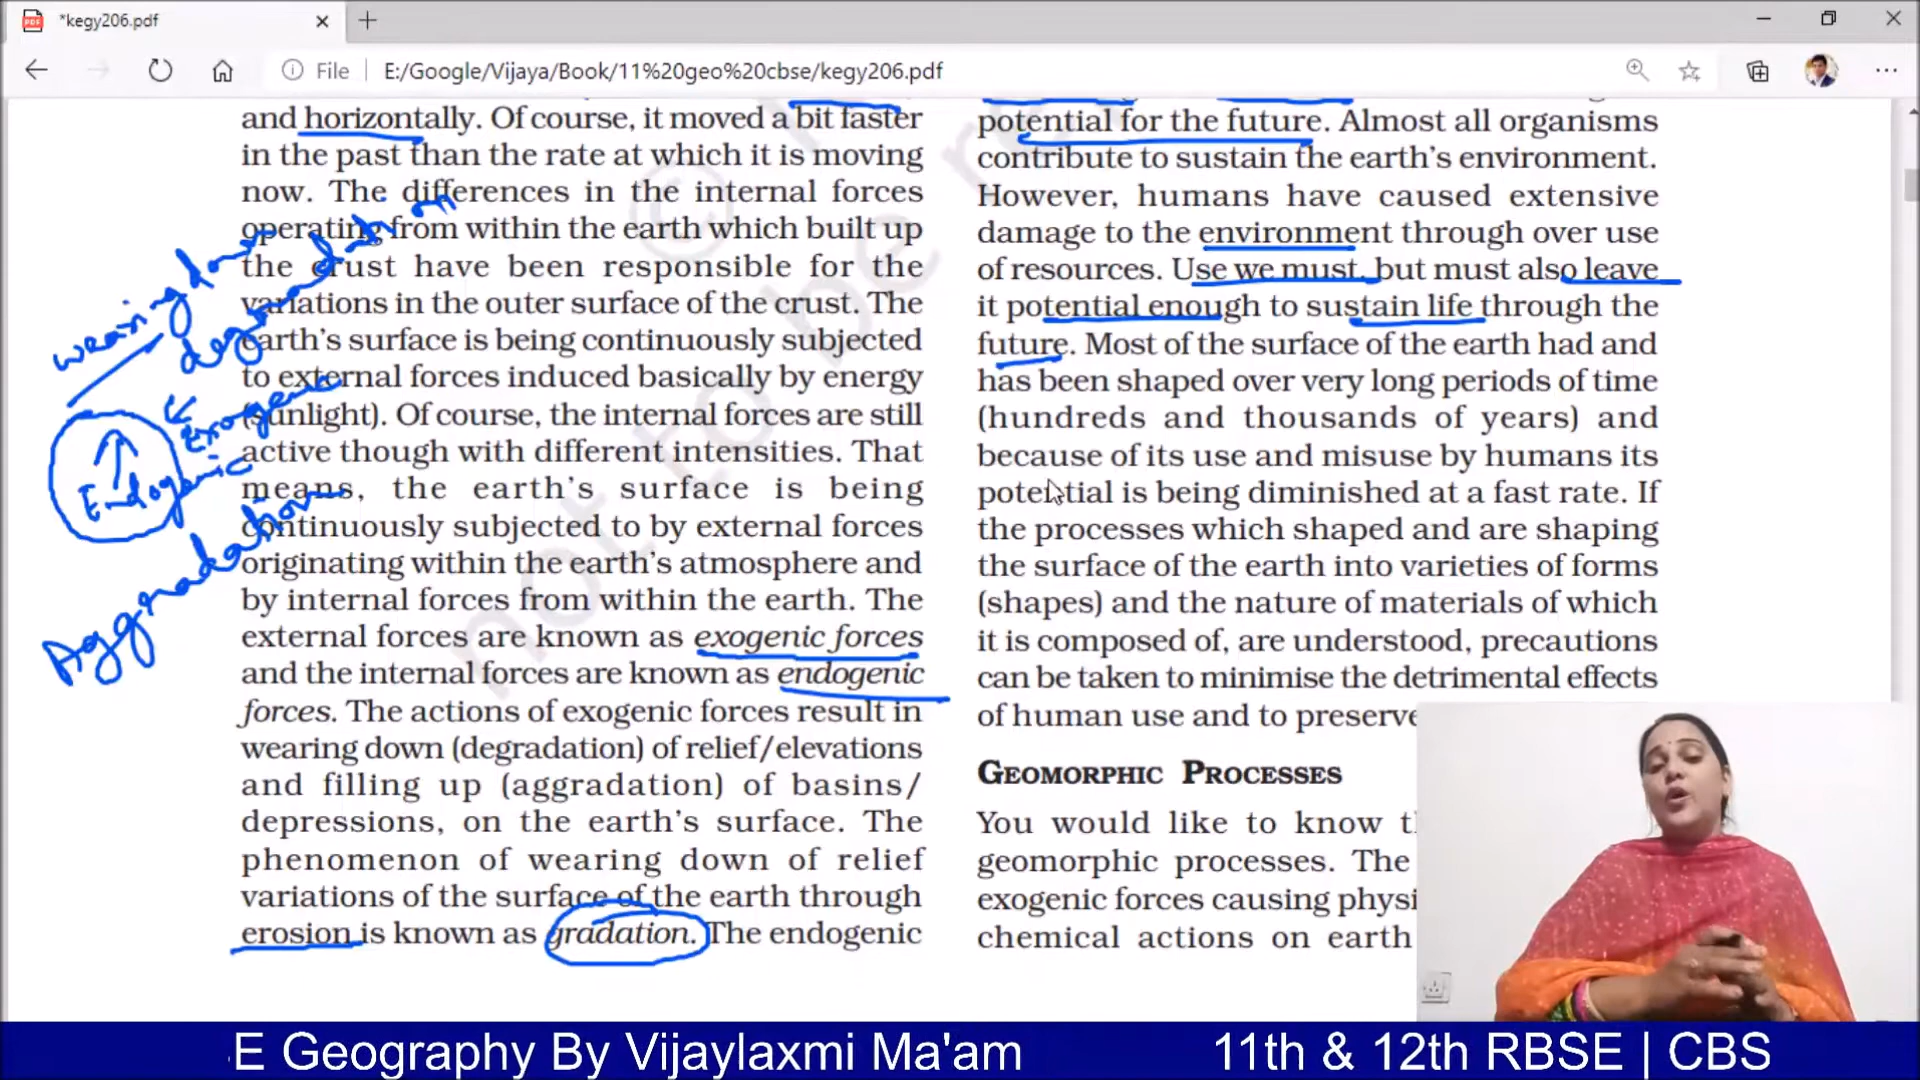 *kegy206.pdf
File
E:/Google/Vijaya/Book/11%20geo%20cbse/kegy206.pdf
and horizontally. Of course, it moved a bit faster
in the past than the rate at which it is moving
now. The differences in the internal forces
operating from within the earth which built up
the crust have been responsible for the
variations in the outer surface of the crust. The
earth's surface is being continuously subjected
to external forces induced basically by energy
(sunlight). Of course, the internal forces are still
active though with different intensities. That
means, the earth's surface is being
continuously subjected to by external forces
originating within the earth's atmosphere and
by internal forces from within the earth. The
external forces are known as exogenic forces
and the internal forces are known as endogenic
forces. The actions of exogenic forces result in
wearing down (degradation) of relief/elevations
and filling up (aggradation) of basins/
depressions, on the earth's surface. The
phenomenon of wearing down of relief
variations of the surface of the earth through
erosion is known as gradation. The endogenic
wearing down
degradation
Exogenic
Endogenic
Aggradation
potential for the future. Almost all organisms
contribute to sustain the earth's environment.
However, humans have caused extensive
damage to the environment through over use
of resources. Use we must, but must also leave
it potential enough to sustain life through the
future. Most of the surface of the earth had and
has been shaped over very long periods of time
(hundreds and thousands of years) and
because of its use and misuse by humans its
potential is being diminished at a fast rate. If
the processes which shaped and are shaping
the surface of the earth into varieties of forms
(shapes) and the nature of materials of which
it is composed of, are understood, precautions
can be taken to minimise the detrimental effects
of human use and to preserve
GEOMORPHIC PROCESSES
You would like to know
geomorphic processes. The
exogenic forces causing physi
chemical actions on earth
not to be re
E Geography By Vijaylaxmi Ma'am
11th & 12th RBSE | CBS